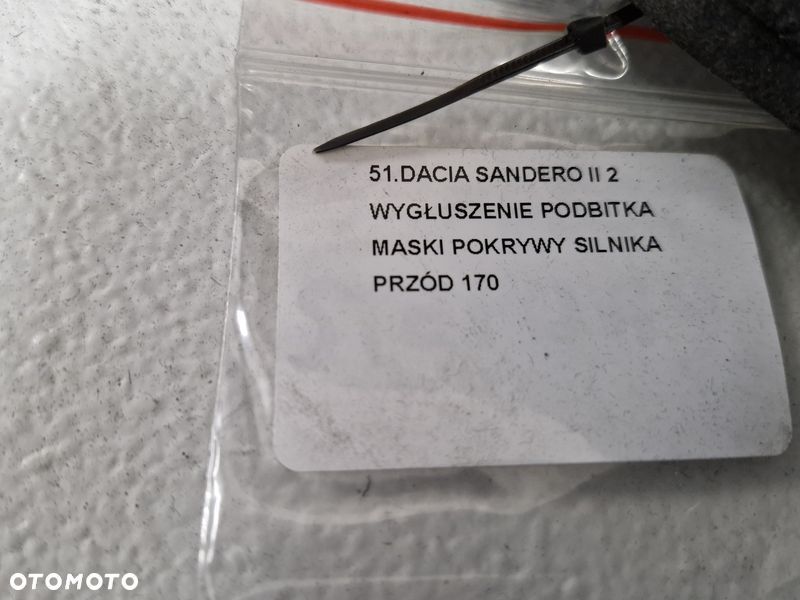 51.DACIA SANDERO II 2
WYGŁUSZENIE PODBITKA
MASKI POKRYWY SILNIKA
PRZÓD 170
OTOMOTO